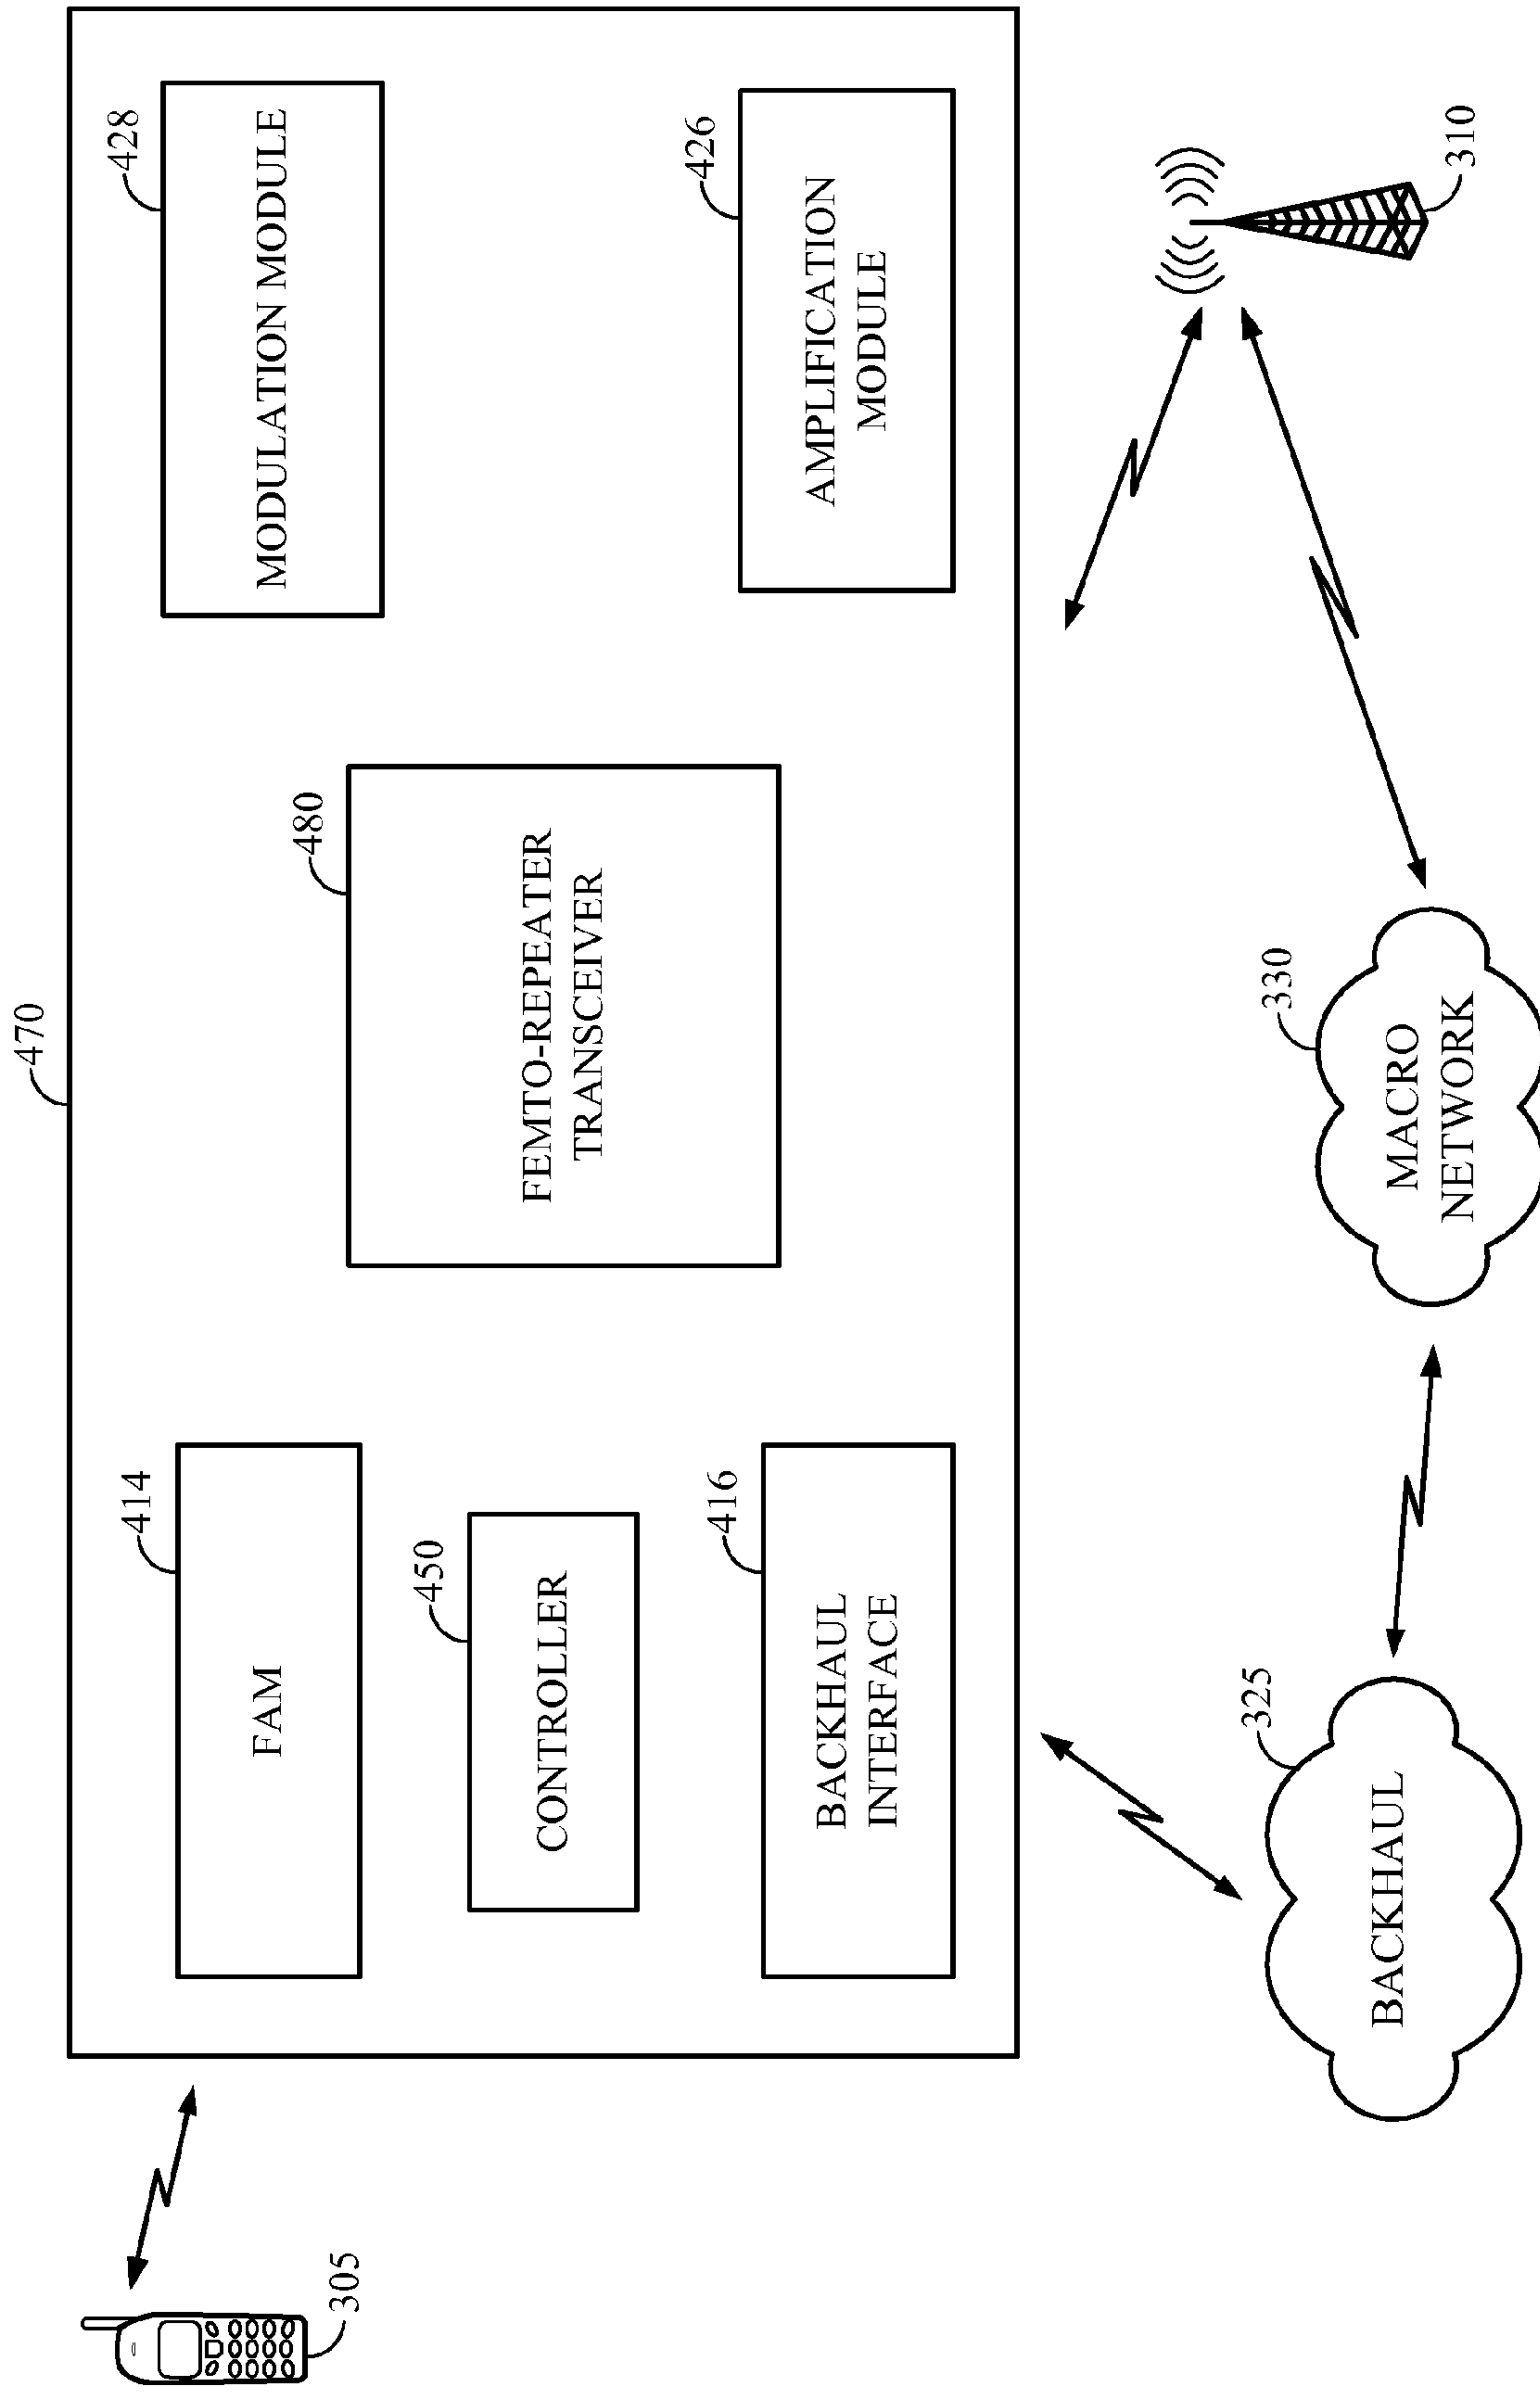 470
414
FAM
450
CONTROLLER
416
BACKHAUL
INTERFACE
480
FEMTO-REPEATER
TRANSCEIVER
428
MODULATION MODULE
426
AMPLIFICATION
MODULE
305
325
BACKHAUL
330
MACRO
NETWORK
310